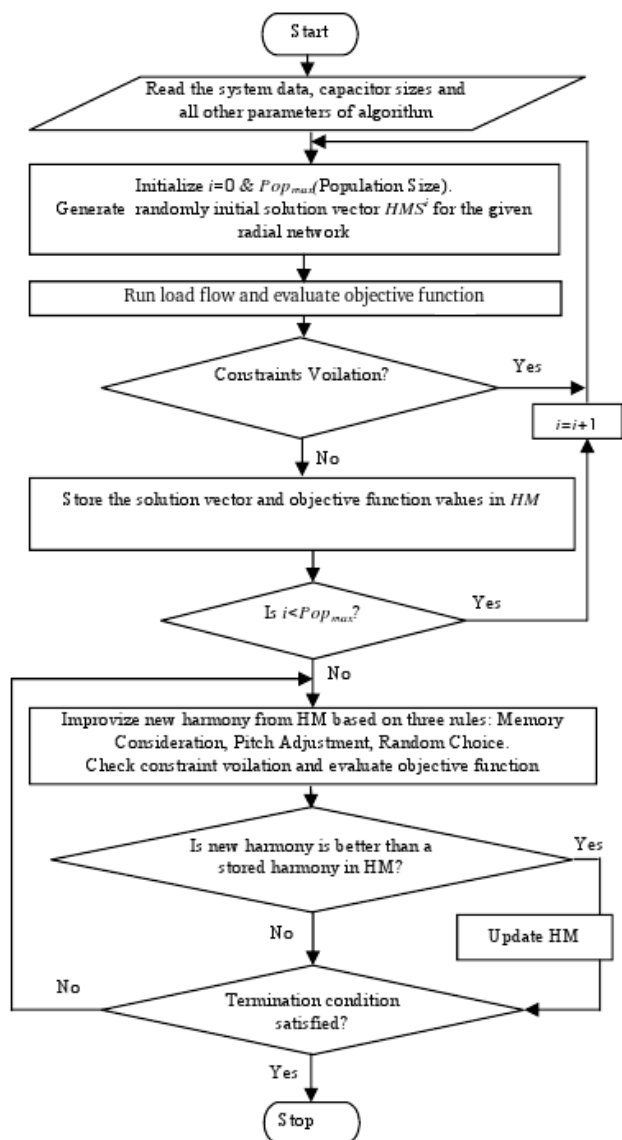 Start
Read the system data, capacitor sizes and
all other parameters of algorithm
Initialize i=0 & Pop_max(Population Size).
Generate randomly initial solution vector HMS^i for the given
radial network
Run load flow and evaluate objective function
Constraints Voilation?
Yes
i=i+1
No
Store the solution vector and objective function values in HM
Is i<Pop_max?
Yes
No
Improvize new harmony from HM based on three rules: Memory
Consideration, Pitch Adjustment, Random Choice.
Check constraint voilation and evaluate objective function
Is new harmony is better than a
stored harmony in HM?
Yes
No
Update HM
No
Termination condition
satisfied?
Yes
Stop